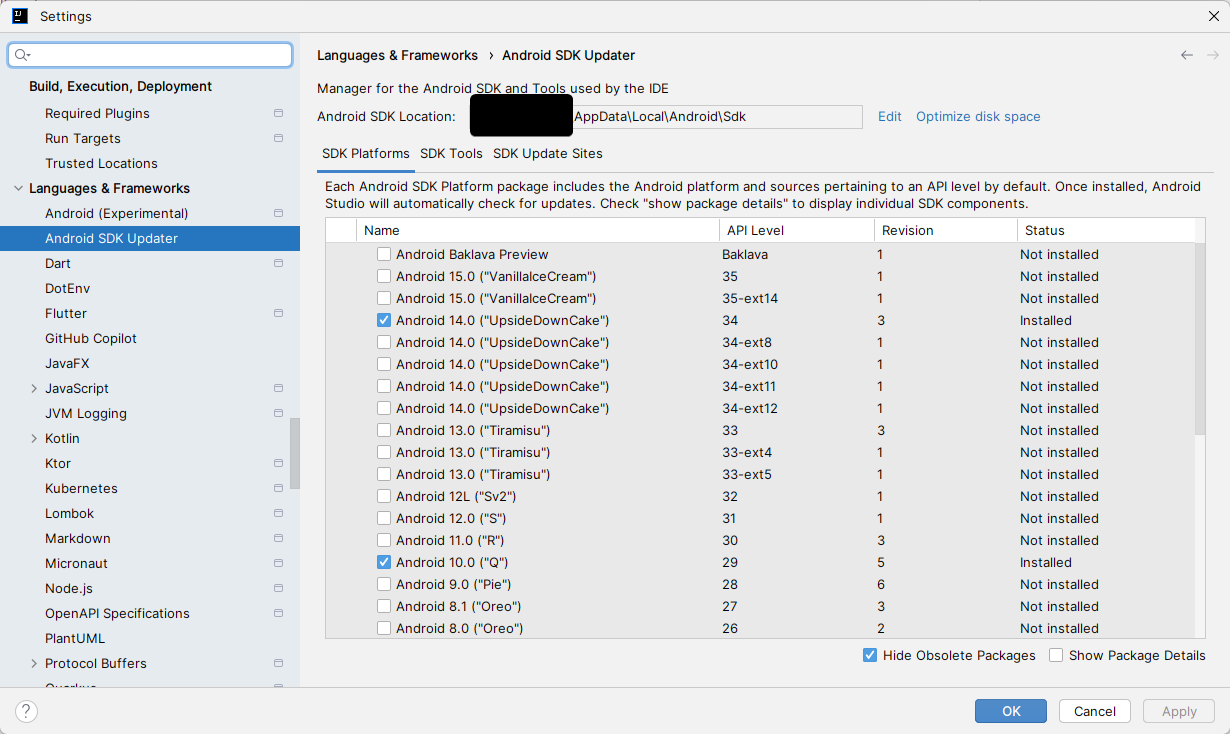 Settings
Build, Execution, Deployment
Required Plugins
Run Targets
Trusted Locations
Languages & Frameworks
Android (Experimental)
Android SDK Updater
Dart
DotEnv
Flutter
GitHub Copilot
JavaFX
JavaScript
JVM Logging
Kotlin
Ktor
Kubernetes
Lombok
Markdown
Micronaut
Node.js
OpenAPI Specifications
PlantUML
Protocol Buffers
Languages & Frameworks › Android SDK Updater
Manager for the Android SDK and Tools used by the IDE
Android SDK Location: AppData\Local\Android\Sdk Edit Optimize disk space
SDK Platforms SDK Tools SDK Update Sites
Each Android SDK Platform package includes the Android platform and sources pertaining to an API level by default. Once installed, Android
Studio will automatically check for updates. Check "show package details" to display individual SDK components.
Name API Level Revision Status
Android Baklava Preview Baklava 1 Not installed
Android 15.0 ("VanillaIceCream") 35 1 Not installed
Android 15.0 ("VanillaIceCream") 35-ext14 1 Not installed
Android 14.0 ("UpsideDownCake") 34 3 Installed
Android 14.0 ("UpsideDownCake") 34-ext8 1 Not installed
Android 14.0 ("UpsideDownCake") 34-ext10 1 Not installed
Android 14.0 ("UpsideDownCake") 34-ext11 1 Not installed
Android 14.0 ("UpsideDownCake") 34-ext12 1 Not installed
Android 13.0 ("Tiramisu") 33 3 Not installed
Android 13.0 ("Tiramisu") 33-ext4 1 Not installed
Android 13.0 ("Tiramisu") 33-ext5 1 Not installed
Android 12L ("Sv2") 32 1 Not installed
Android 12.0 ("S") 31 1 Not installed
Android 11.0 ("R") 30 3 Not installed
Android 10.0 ("Q") 29 5 Installed
Android 9.0 ("Pie") 28 6 Not installed
Android 8.1 ("Oreo") 27 3 Not installed
Android 8.0 ("Oreo") 26 2 Not installed
Hide Obsolete Packages Show Package Details
? OK Cancel Apply